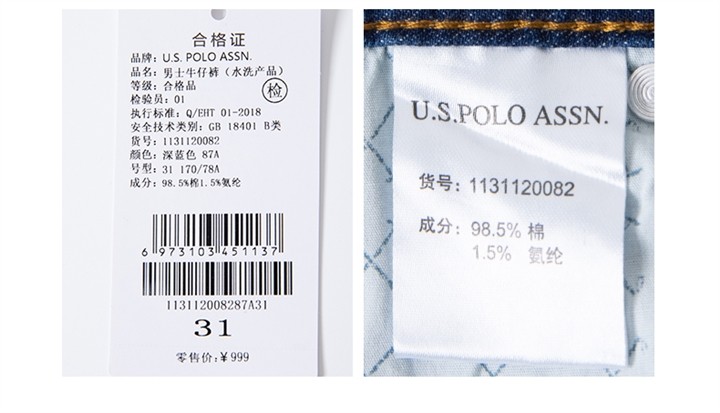 合格证
品牌: U.S. POLO ASSN.
品名: 男士牛仔裤（水洗产品）
等级: 合格品
检验员: 01
检
执行标准: Q/EHT 01-2018
安全技术类别: GB 18401 B类
货号: 1131120082
颜色: 深蓝色 87A
号型: 31 170/78A
成分: 98.5%棉1.5%氨纶
6 973103 451137
113112008287A31
31
零售价: ¥ 999
U.S.POLO ASSN.
货号: 1131120082
成分: 98.5% 棉
1.5% 氨纶